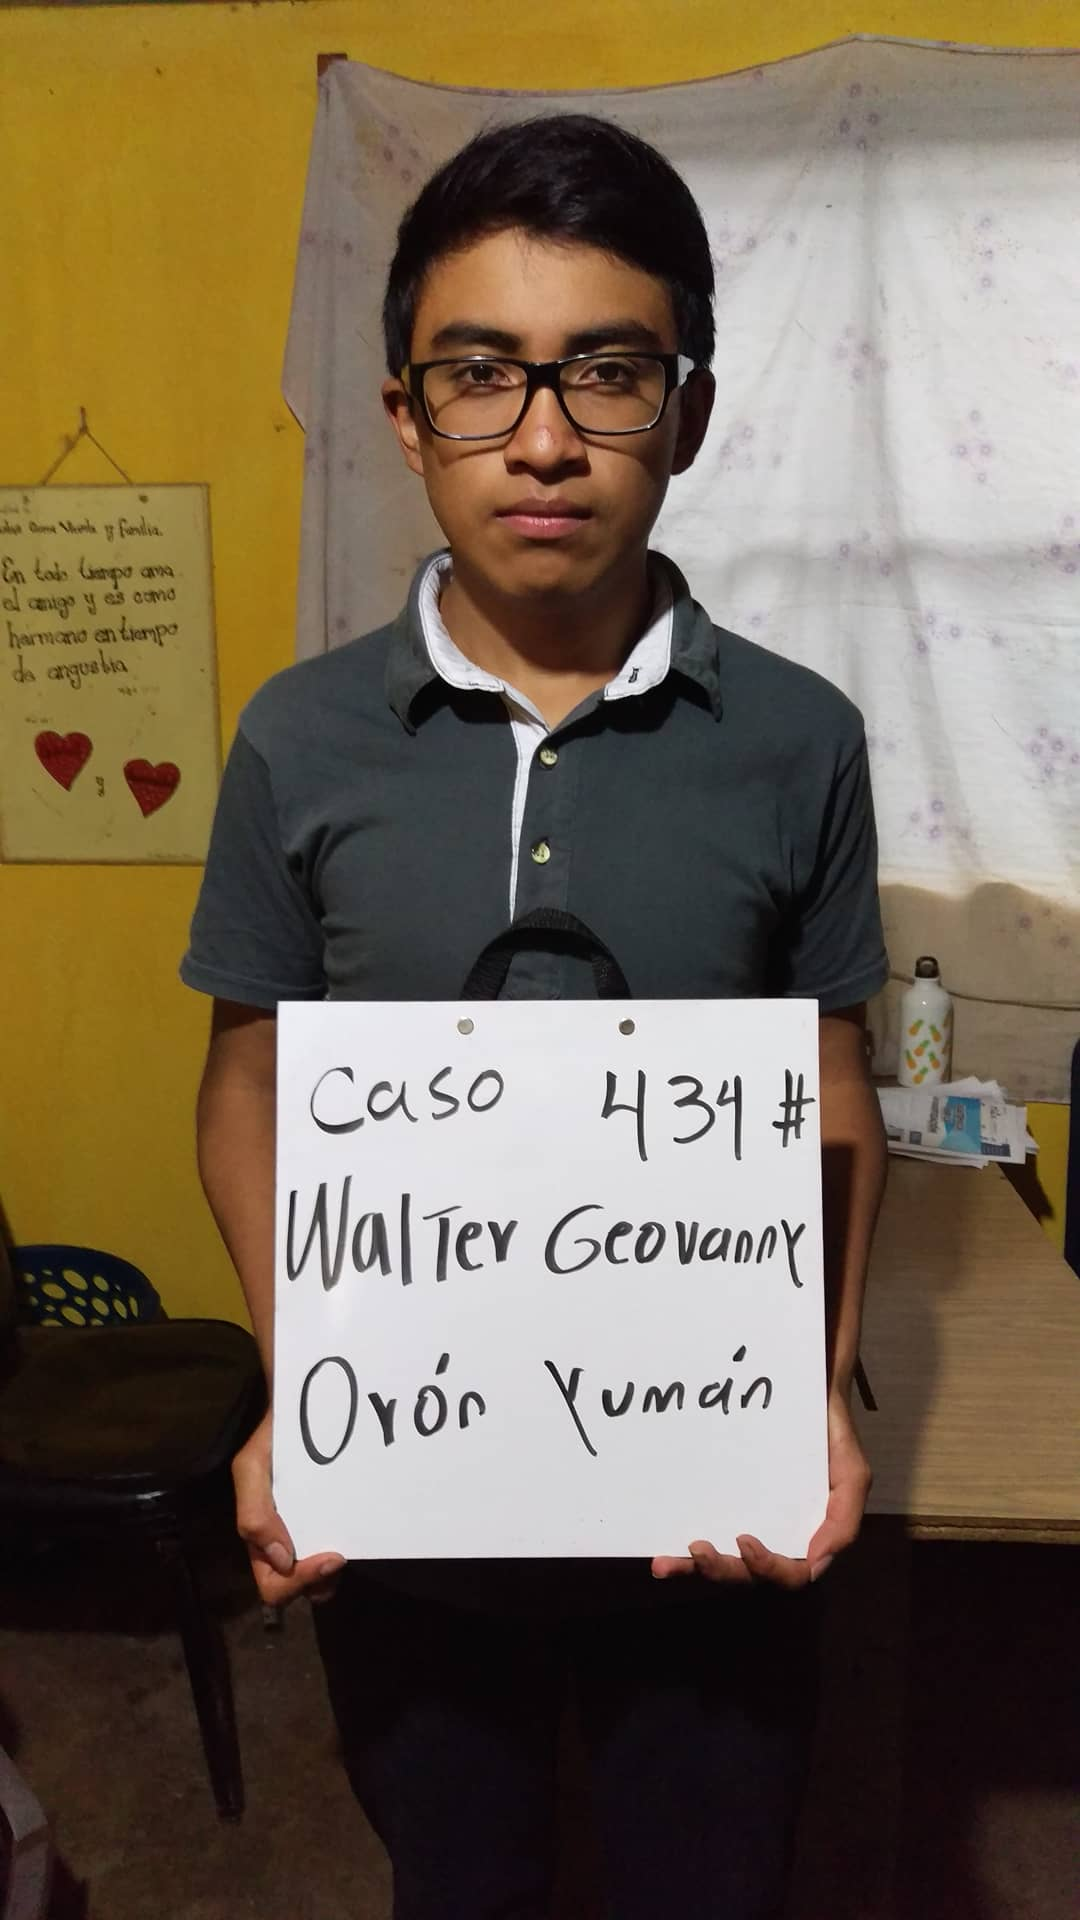 y familia.
En todo tiempo ama
el amigo y es como
hermano en tiempo
de angustia
y
Caso 434 #
Walter Geovanny
Orón Yumán